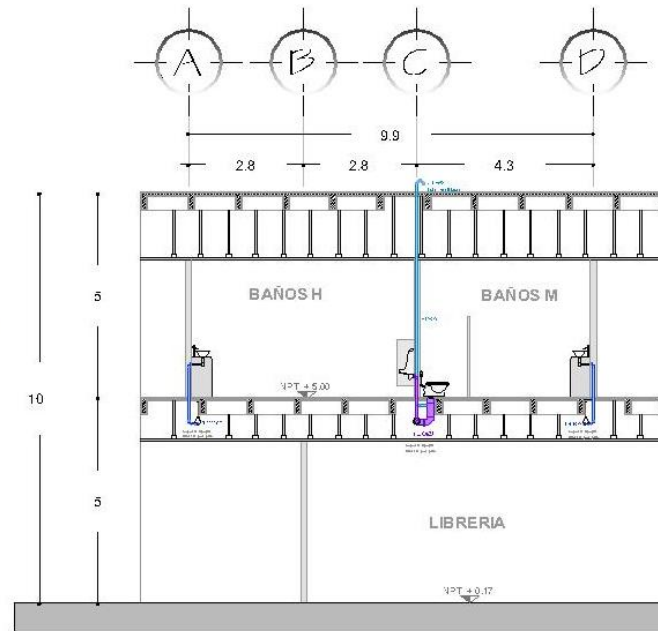 A B C D
9.9
2.8 2.8 4.3
5
BAÑOS H BAÑOS M
10
NPT + 5.00
5
LIBRERIA
NPT + 0.17